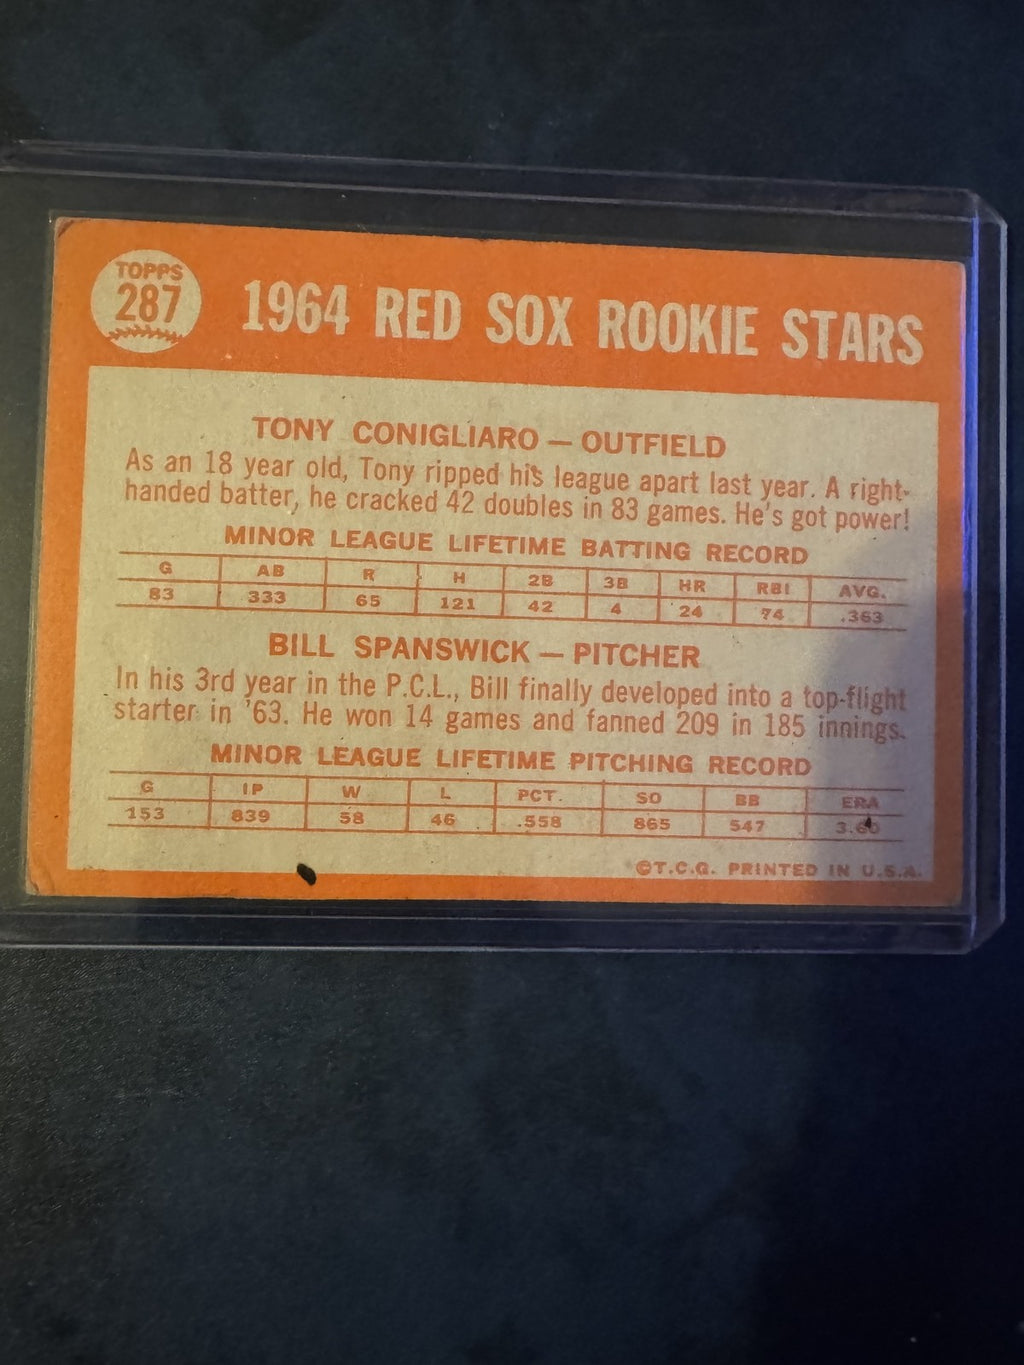 TOPPS
287
1964 RED SOX ROOKIE STARS
TONY CONIGLIARO — OUTFIELD
As an 18 year old, Tony ripped his league apart last year. A right-
handed batter, he cracked 42 doubles in 83 games. He's got power!
MINOR LEAGUE LIFETIME BATTING RECORD
G AB R H 2B 3B HR RBI AVG.
83 333 65 121 42 4 24 74 .363
BILL SPANSWICK — PITCHER
In his 3rd year in the P.C.L., Bill finally developed into a top-flight
starter in '63. He won 14 games and fanned 209 in 185 innings.
MINOR LEAGUE LIFETIME PITCHING RECORD
G IP W L PCT. SO BB ERA
153 839 58 46 .558 865 547
©T.C.G. PRINTED IN U.S.A.